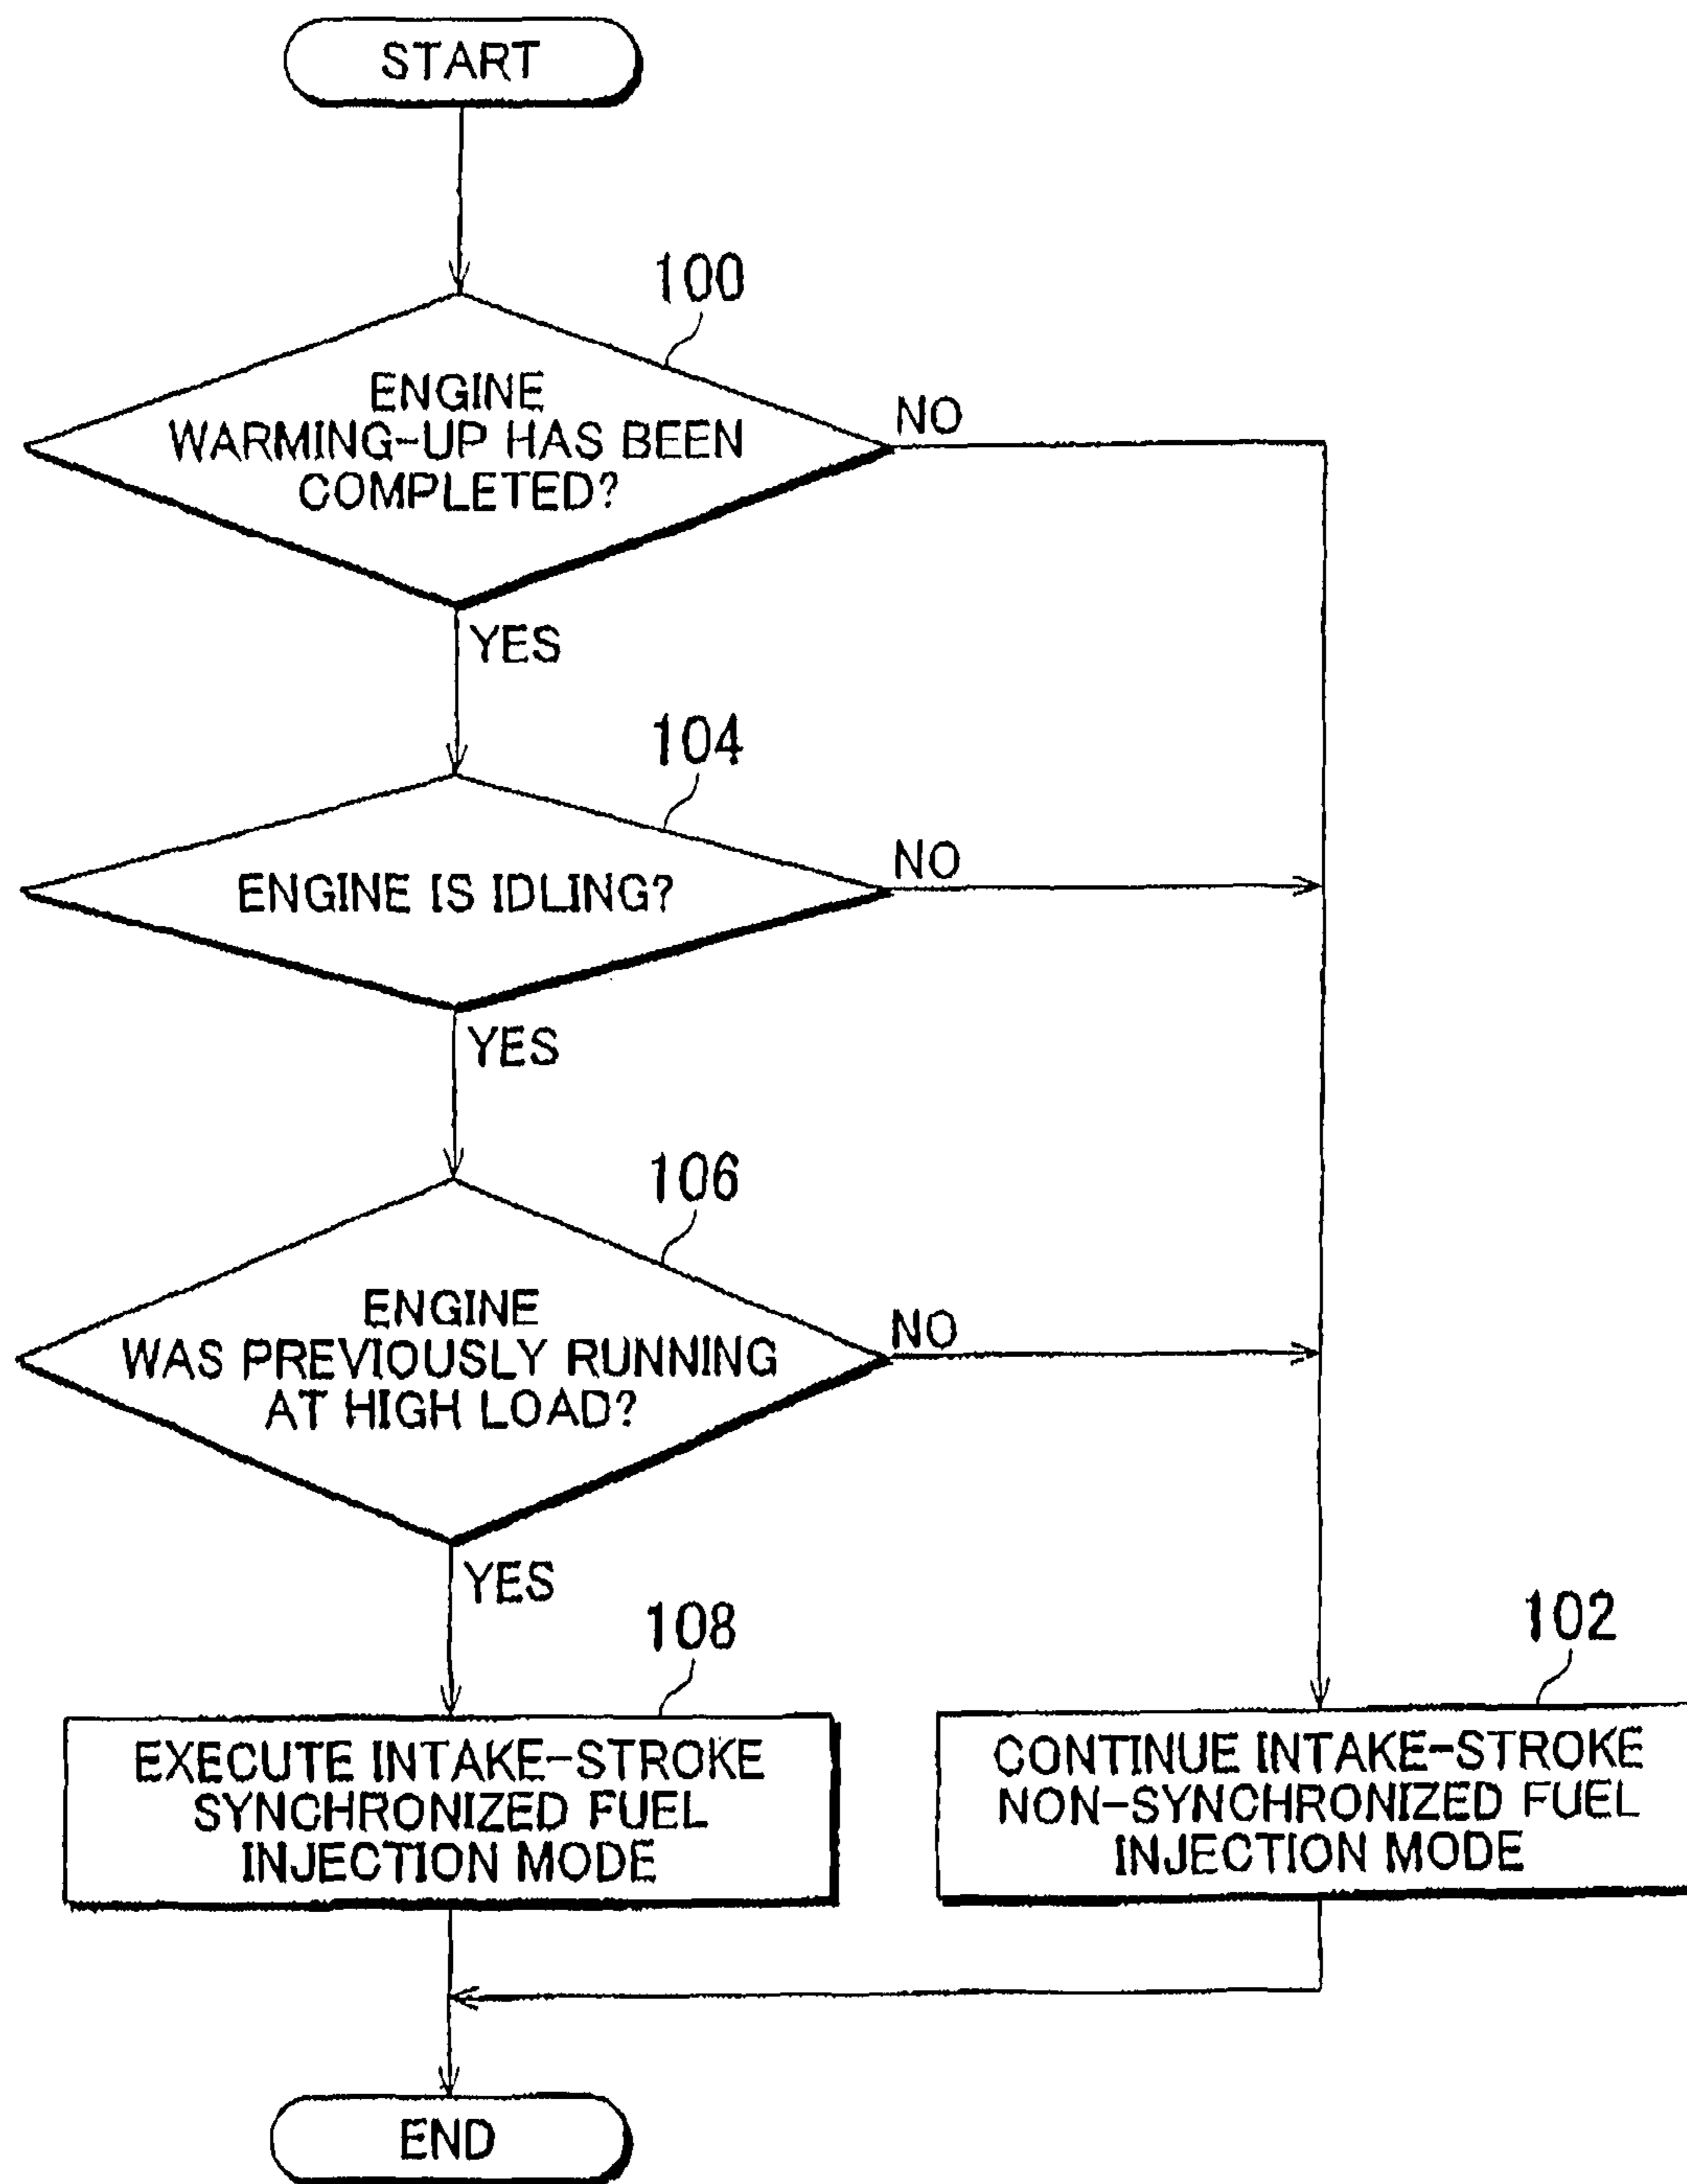 START
100
ENGINE
WARMING-UP HAS BEEN
COMPLETED?
NO
YES
104
ENGINE IS IDLING?
NO
YES
106
ENGINE
WAS PREVIOUSLY RUNNING
AT HIGH LOAD?
NO
YES
108
EXECUTE INTAKE-STROKE
SYNCHRONIZED FUEL
INJECTION MODE
102
CONTINUE INTAKE-STROKE
NON-SYNCHRONIZED FUEL
INJECTION MODE
END